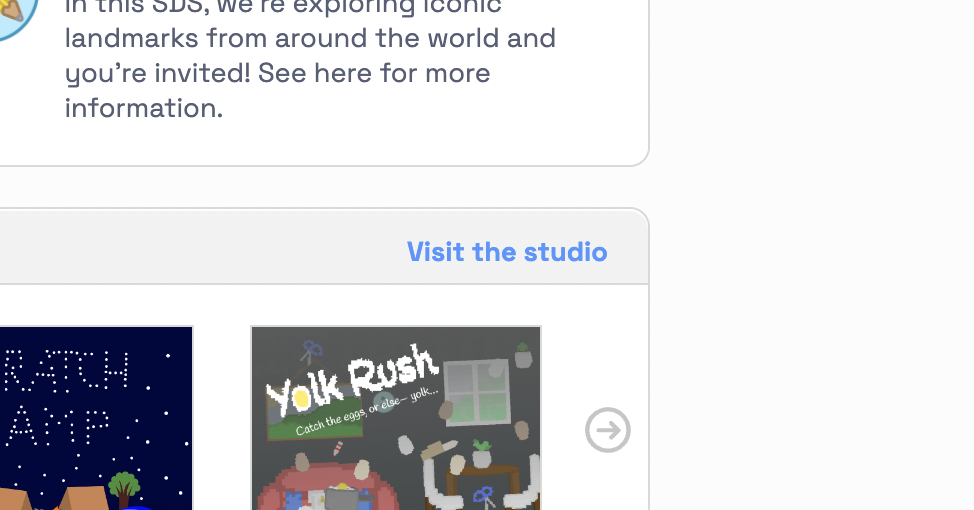 In this SDS, we're exploring iconic
landmarks from around the world and
you're invited! See here for more
information.
Visit the studio
RATCH
AMP
Yolk Rush
Catch the eggs, or else— yolk...